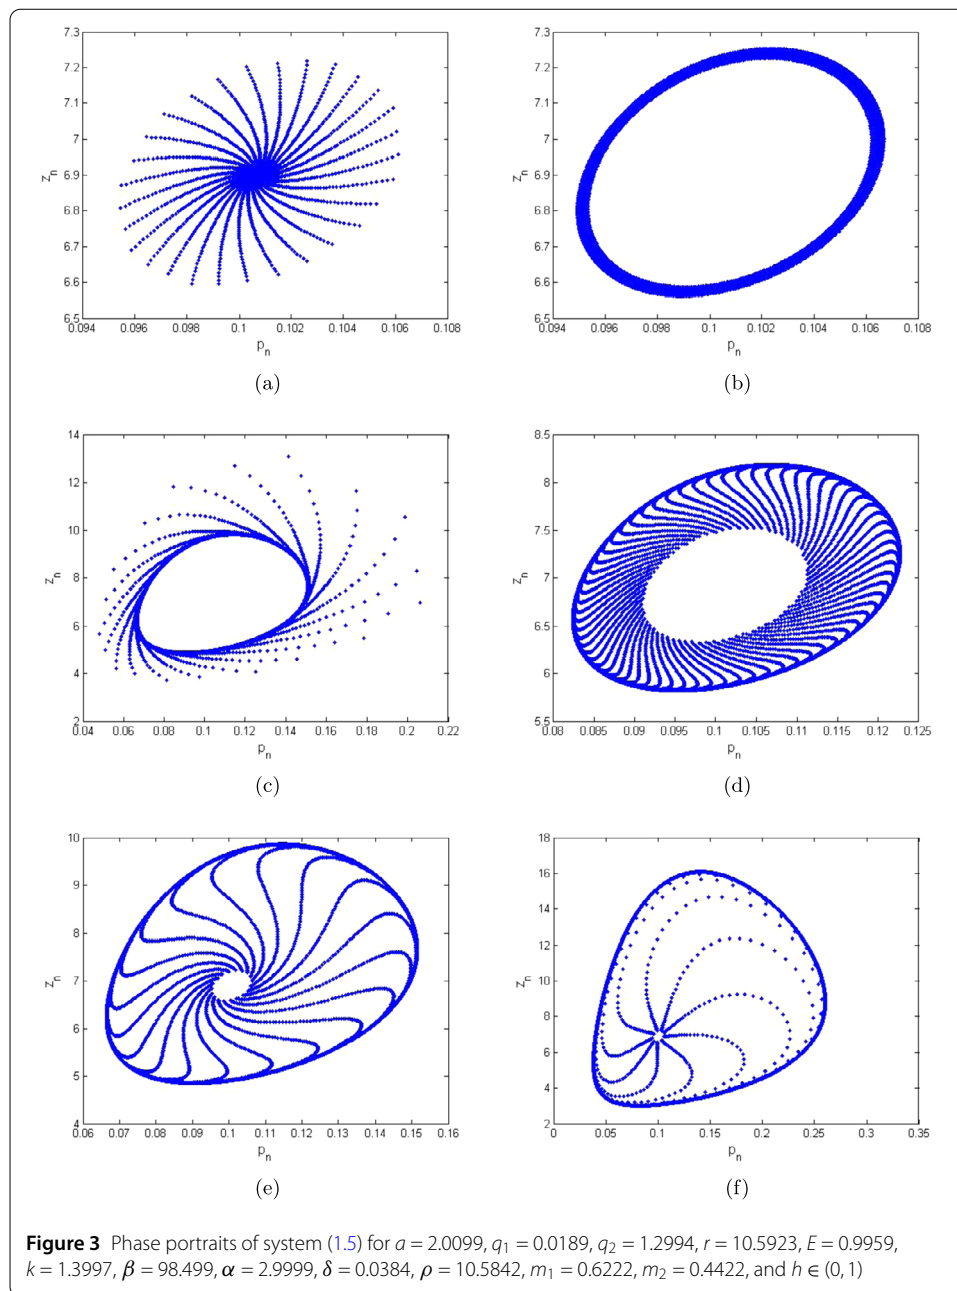 7.3
7.2
7.1
7
6.9
6.8
6.7
6.6
6.5
z_n
0.094 0.096 0.098 0.1 0.102 0.104 0.106 0.108
p_n
(a)
7.3
7.2
7.1
7
6.9
6.8
6.7
6.6
6.5
z_n
0.094 0.096 0.098 0.1 0.102 0.104 0.106 0.108
p_n
(b)
14
12
10
8
6
4
2
z_n
0.04 0.06 0.08 0.1 0.12 0.14 0.16 0.18 0.2 0.22
p_n
(c)
8.5
8
7.5
7
6.5
6
5.5
z_n
0.08 0.085 0.09 0.095 0.1 0.105 0.11 0.115 0.12 0.125
p_n
(d)
10
9
8
7
6
5
4
z_n
0.06 0.07 0.08 0.09 0.1 0.11 0.12 0.13 0.14 0.15 0.16
p_n
(e)
18
16
14
12
10
8
6
4
2
z_n
0 0.05 0.1 0.15 0.2 0.25 0.3 0.35
p_n
(f)
Figure 3 Phase portraits of system (1.5) for a = 2.0099, q₁ = 0.0189, q₂ = 1.2994, r = 10.5923, E = 0.9959,
k = 1.3997, β = 98.499, α = 2.9999, δ = 0.0384, ρ = 10.5842, m₁ = 0.6222, m₂ = 0.4422, and h ∈ (0, 1)